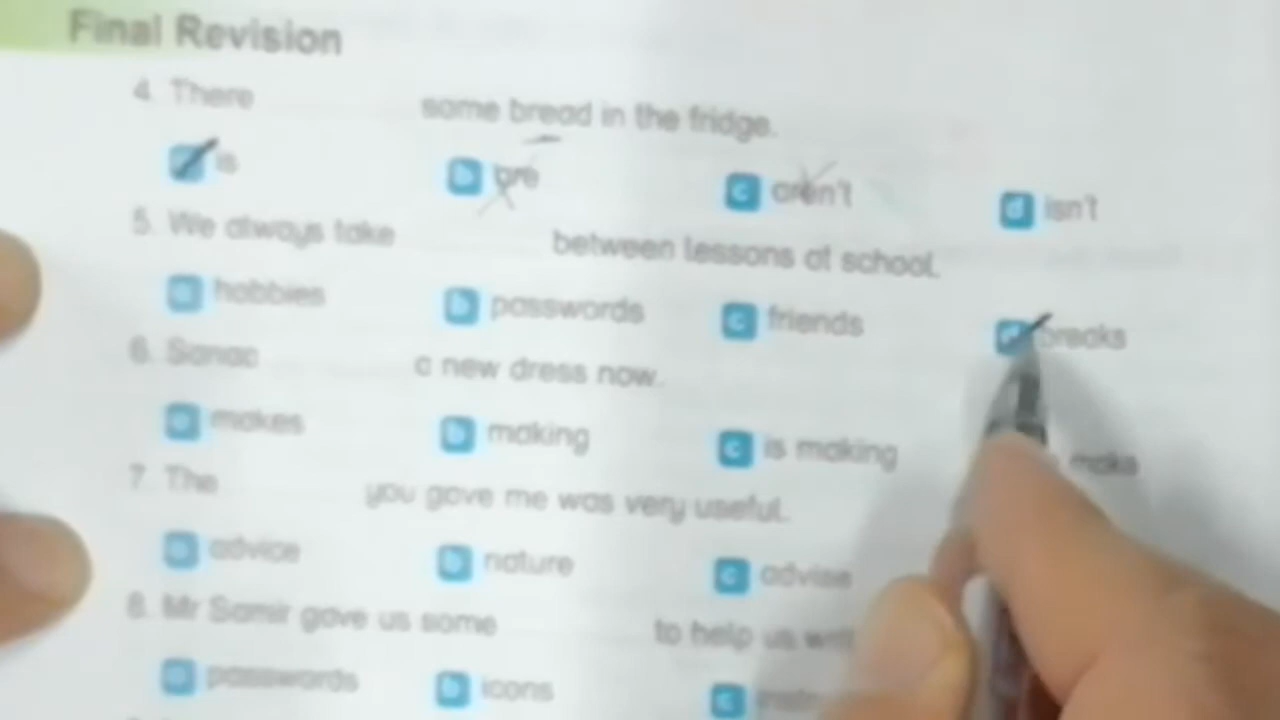 Final Revision
4. There some bread in the fridge.
a is b are c aren't d isn't
5. We always take between lessons at school.
a hobbies b passwords c friends d breaks
6. Sanaa a new dress now.
a makes b making c is making make
7. The you gave me was very useful.
a advice b nature c advise
8. Mr Samir gave us some to help us
a passwords b icons c